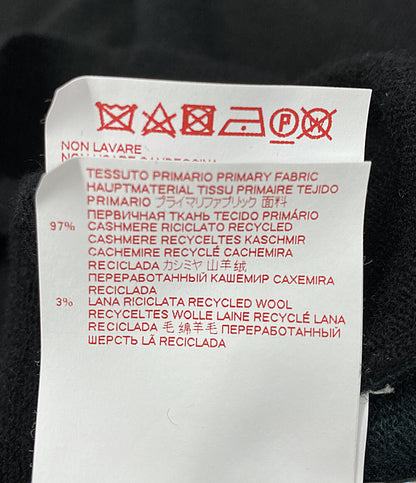 NON LAVARE
TESSUTO PRIMARIO PRIMARY FABRIC
HAUPTMATERIAL TISSU PRIMAIRE TEJIDO
PRIMARIO プライマリファブリック 面料
ПЕРВИЧНАЯ ТКАНЬ TECIDO PRIMÁRIO
97% CASHMERE RICICLATO RECYCLED
CASHMERE RECYCELTES KASCHMIR
CACHEMIRE RECYCLÉ CACHEMIRA
RECICLADA カシミヤ 山羊绒
ПЕРЕРАБОТАННЫЙ КАШЕМИР CAXEMIRA
RECICLADA
3% LANA RICICLATA RECYCLED WOOL
RECYCELTES WOLLE LAINE RECYCLÉ LANA
RECICLADA 毛 绵羊毛 ПЕРЕРАБОТАННЫЙ
ШЕРСТЬ LÃ RECICLADA